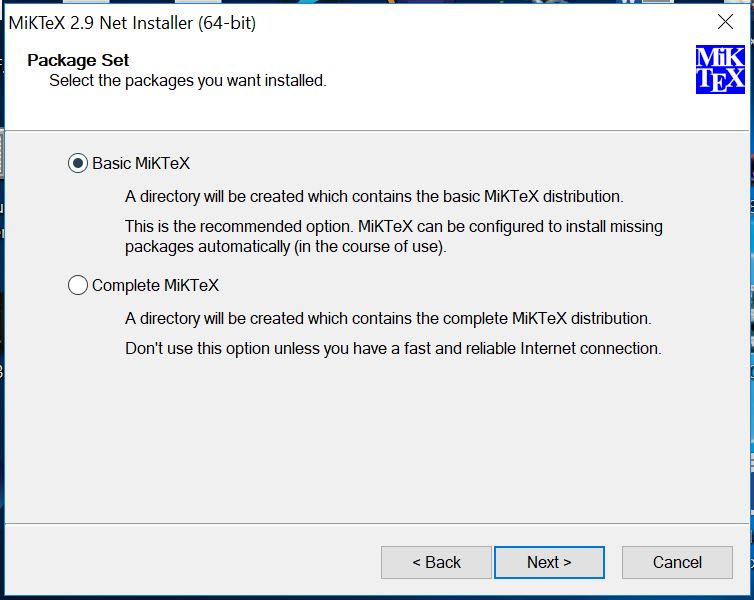 MiKTeX 2.9 Net Installer (64-bit)
Package Set
Select the packages you want installed.
MiK
TEX
Basic MiKTeX
A directory will be created which contains the basic MiKTeX distribution.
This is the recommended option. MiKTeX can be configured to install missing
packages automatically (in the course of use).
Complete MiKTeX
A directory will be created which contains the complete MiKTeX distribution.
Don't use this option unless you have a fast and reliable Internet connection.
< Back
Next >
Cancel